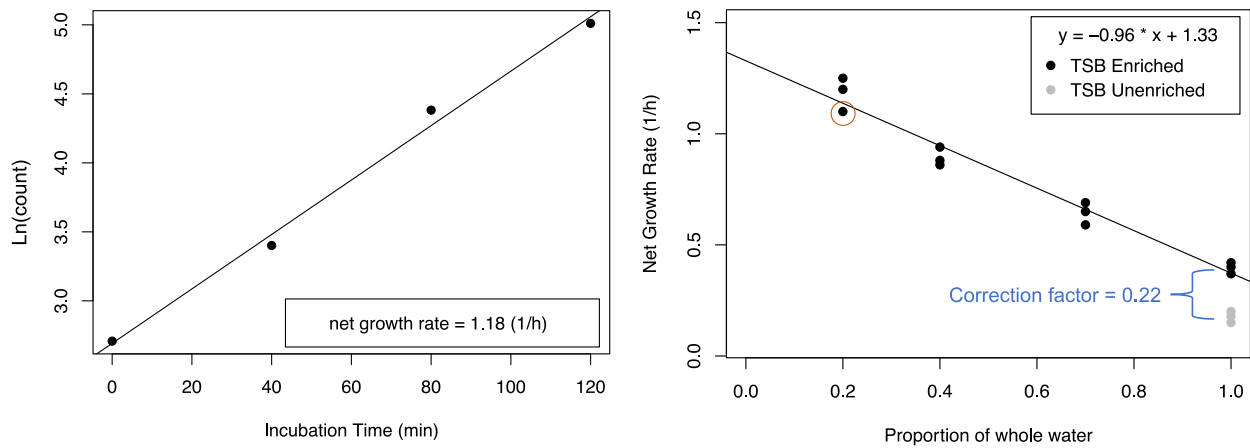 Ln(count)
5.0
4.5
4.0
3.5
3.0
net growth rate = 1.18 (1/h)
0 20 40 60 80 100 120
Incubation Time (min)
Net Growth Rate (1/h)
1.5
1.0
0.5
0.0
y = −0.96 * x + 1.33
TSB Enriched
TSB Unenriched
Correction factor = 0.22
0.0 0.2 0.4 0.6 0.8 1.0
Proportion of whole water